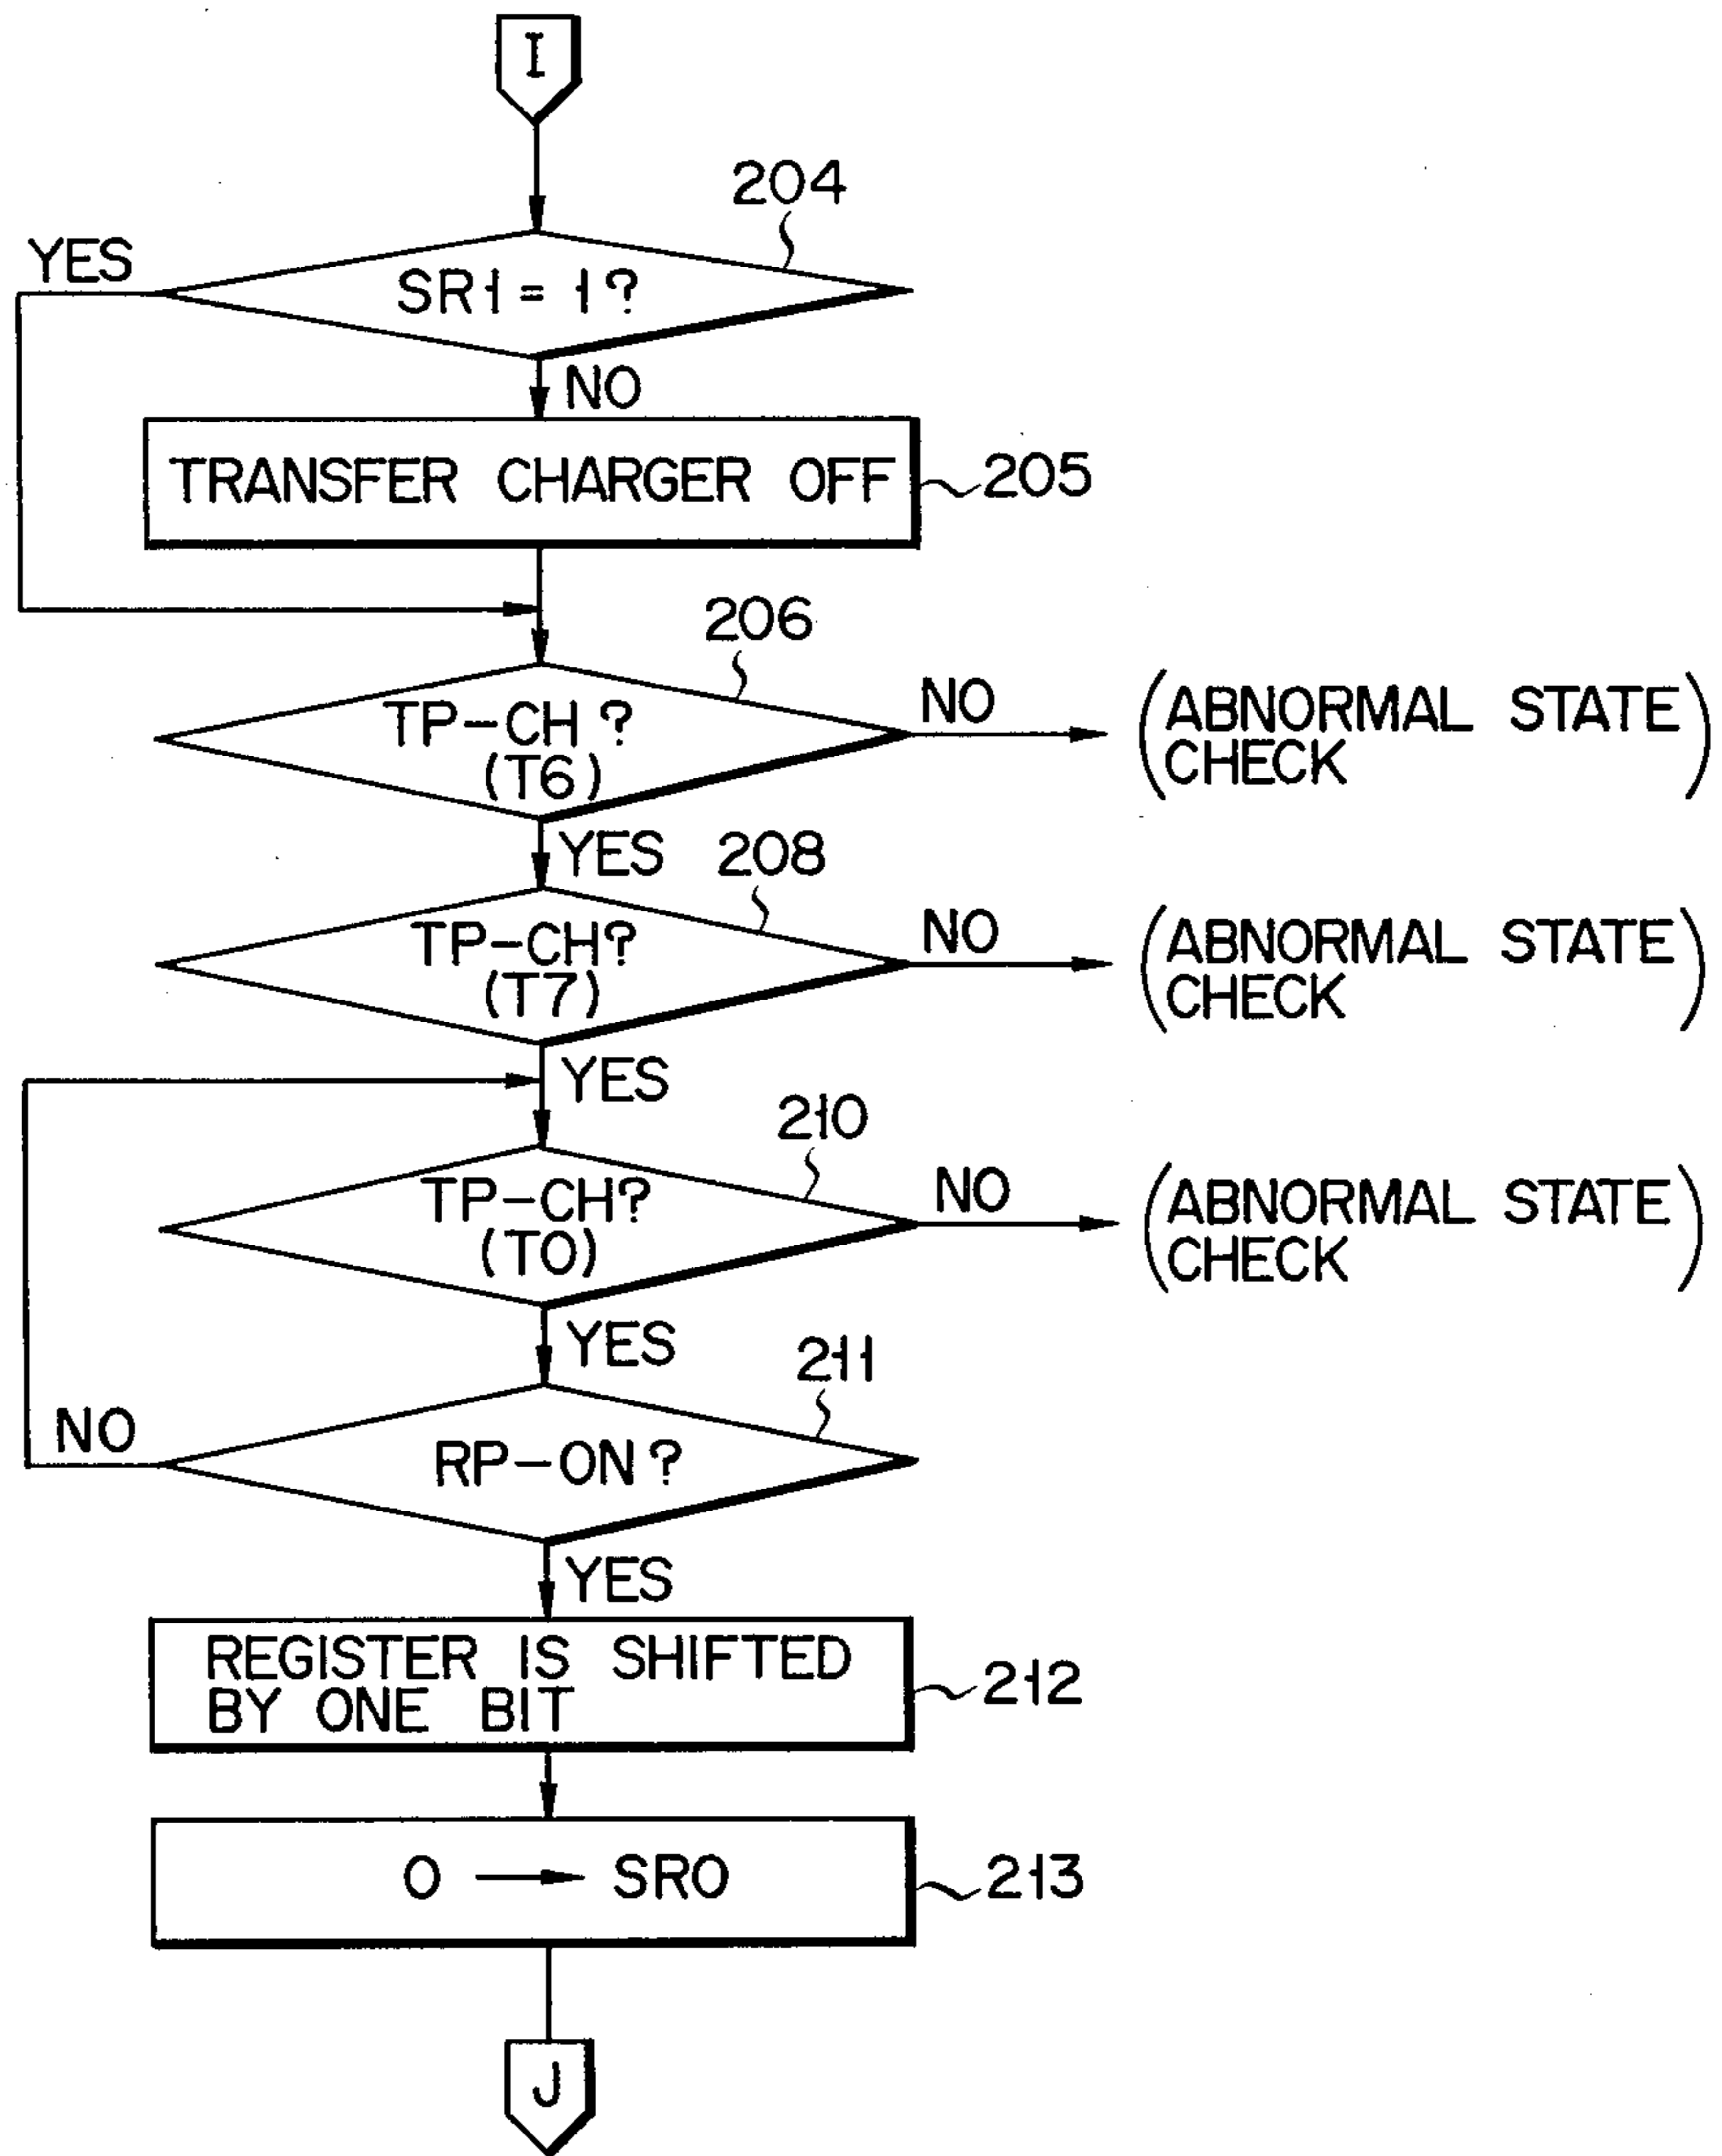 I
204
YES
SR1 = 1 ?
NO
TRANSFER CHARGER OFF
205
206
TP-CH ?
(T6)
NO
(ABNORMAL STATE
CHECK)
YES
208
TP-CH?
(T7)
NO
(ABNORMAL STATE
CHECK)
YES
210
TP-CH?
(T0)
NO
(ABNORMAL STATE
CHECK)
YES
211
NO
RP-ON ?
YES
REGISTER IS SHIFTED
BY ONE BIT
212
0 → SR0
213
J